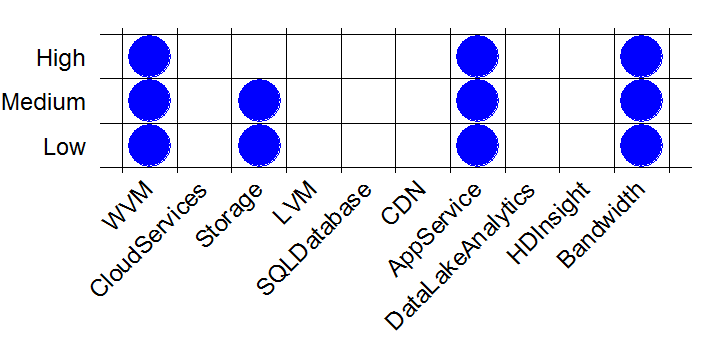 High
Medium
Low
WVM
CloudServices
Storage
LVM
SQLDatabase
CDN
AppService
DataLakeAnalytics
HDInsight
Bandwidth